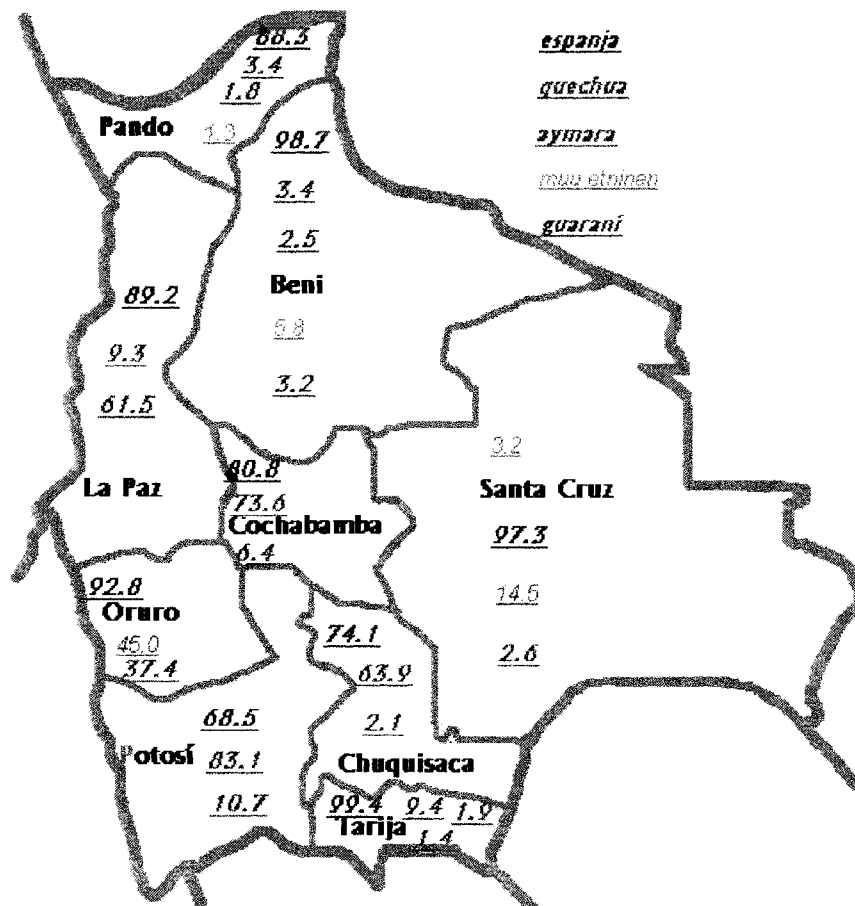 88.5
3.4
1.8
Pando
1.3
espanja
quechua
aymara
muu etninen
guaraní
98.7
3.4
2.5
Beni
6.8
3.2
89.2
9.3
61.5
La Paz
80.8
73.6
Cochabamba
6.4
3.2
Santa Cruz
97.3
14.5
2.6
92.8
Oruro
45.0
37.4
74.1
63.9
2.1
Chuquisaca
68.5
Potosí
83.1
10.7
99.4 9.4 1.9
Tarija 1.4